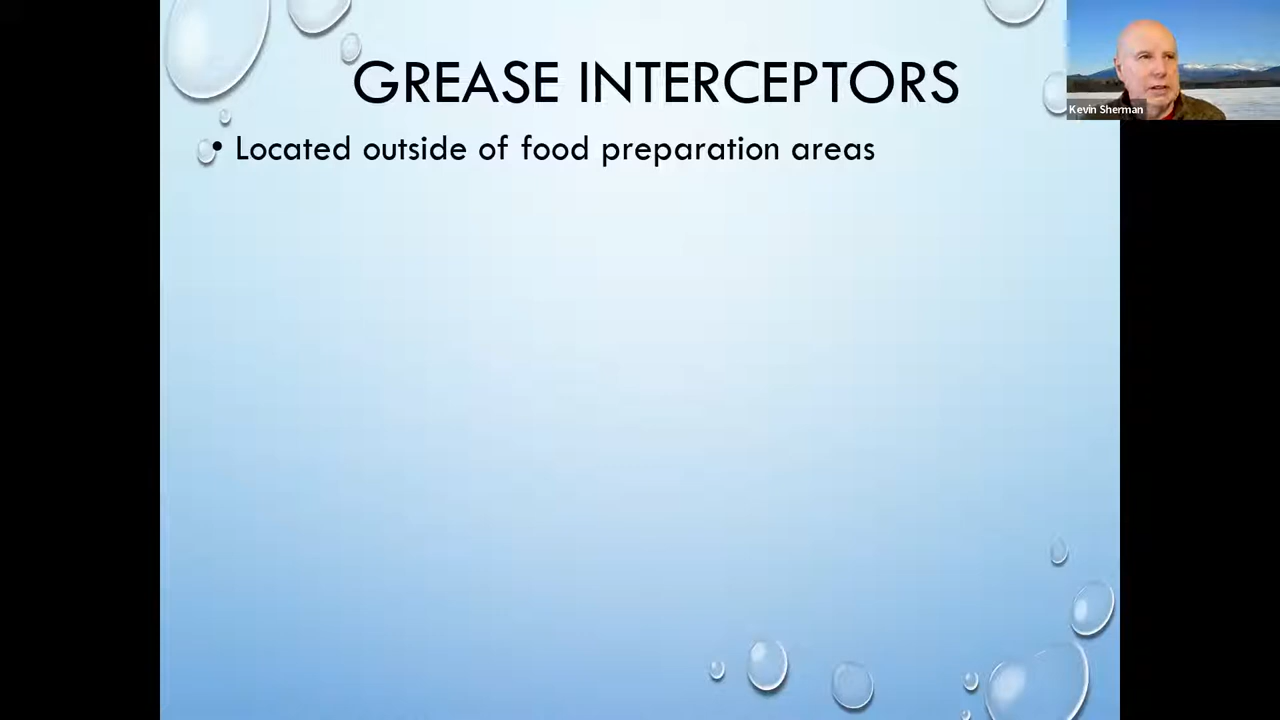 GREASE INTERCEPTORS
• Located outside of food preparation areas
Kevin Sherman